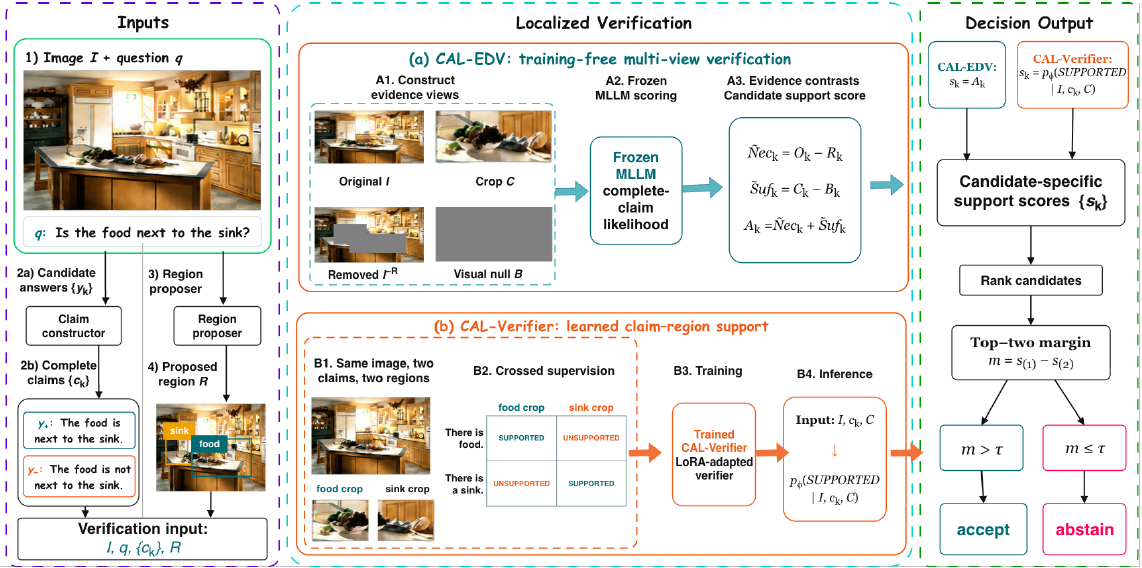 Inputs
1) Image I + question q
q: Is the food next to the sink?
2a) Candidate
answers {yₖ}
3) Region
proposer
Claim
constructor
Region
proposer
2b) Complete
claims {cₖ}
4) Proposed
region R
y₊: The food is
next to the sink.
y₋: The food is not
next to the sink.
sink
food
Verification input:
I, q, {cₖ}, R
Localized Verification
(a) CAL-EDV: training-free multi-view verification
A1. Construct
evidence views
Original I
Crop C
Removed I⁻ᴿ
Visual null B
A2. Frozen
MLLM scoring
Frozen
MLLM
complete-
claim
likelihood
A3. Evidence contrasts
Candidate support score
Ñecₖ = Oₖ − Rₖ
S̃ufₖ = Cₖ − Bₖ
Aₖ =Ñecₖ + S̃ufₖ
(b) CAL-Verifier: learned claim-region support
B1. Same image, two
claims, two regions
food crop
sink crop
B2. Crossed supervision
food crop
sink crop
There is
food.
SUPPORTED
UNSUPPORTED
There is
a sink.
UNSUPPORTED
SUPPORTED
B3. Training
Trained
CAL-Verifier
LoRA-adapted
verifier
B4. Inference
Input: I, cₖ, C
↓
pᵩ(SUPPORTED
| I, cₖ, C)
Decision Output
CAL-EDV:
sₖ = Aₖ
CAL-Verifier:
sₖ = pᵩ(SUPPORTED
| I, cₖ, C)
Candidate-specific
support scores {sₖ}
Rank candidates
Top−two margin
m = s₍₁₎ − s₍₂₎
m > τ
m ≤ τ
accept
abstain